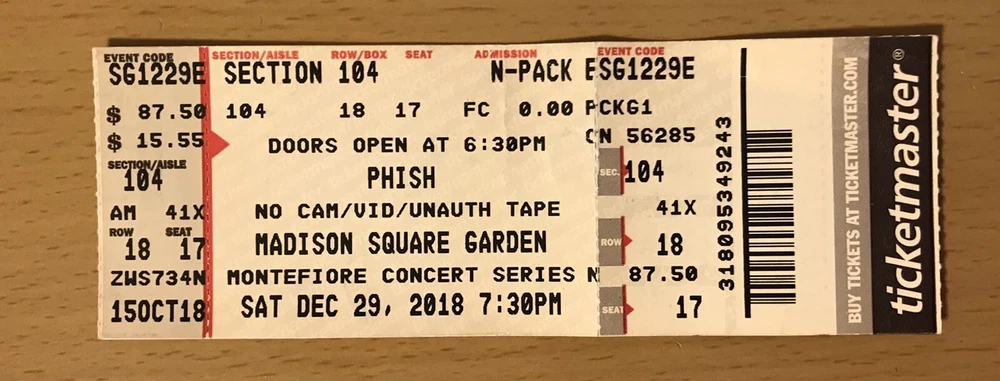 EVENT CODE
SG1229E
$ 87.50
$ 15.55
SECTION/AISLE
104
AM 41X
ROW SEAT
18 17
ZWS734N
15OCT18
SECTION/AISLE ROW/BOX SEAT ADMISSION
SECTION 104 N-PACK E
104 18 17 FC 0.00
DOORS OPEN AT 6:30PM
PHISH
NO CAM/VID/UNAUTH TAPE
MADISON SQUARE GARDEN
MONTEFIORE CONCERT SERIES N
SAT DEC 29, 2018 7:30PM
EVENT CODE
SG1229E
PCKG1
CN 56285
SEC. 104
41X
ROW 18
87.50
SEAT 17
318095349243
BUY TICKETS AT TICKETMASTER.COM
ticketmaster®